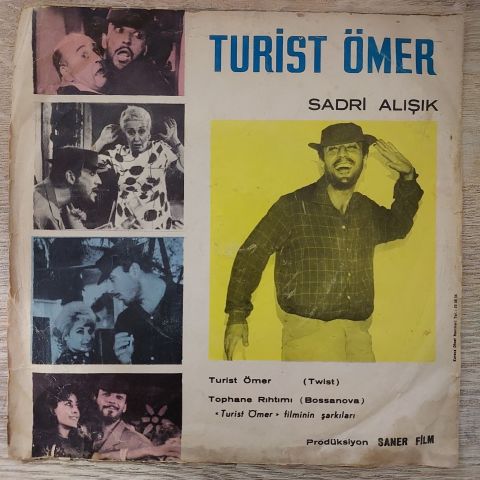 TURİST ÖMER
SADRİ ALIŞIK
Turist Ömer (Twist)
Tophane Rıhtımı (Bossanova)
«Turist Ömer» filminin şarkıları
Prodüksiyon SANER FİLM